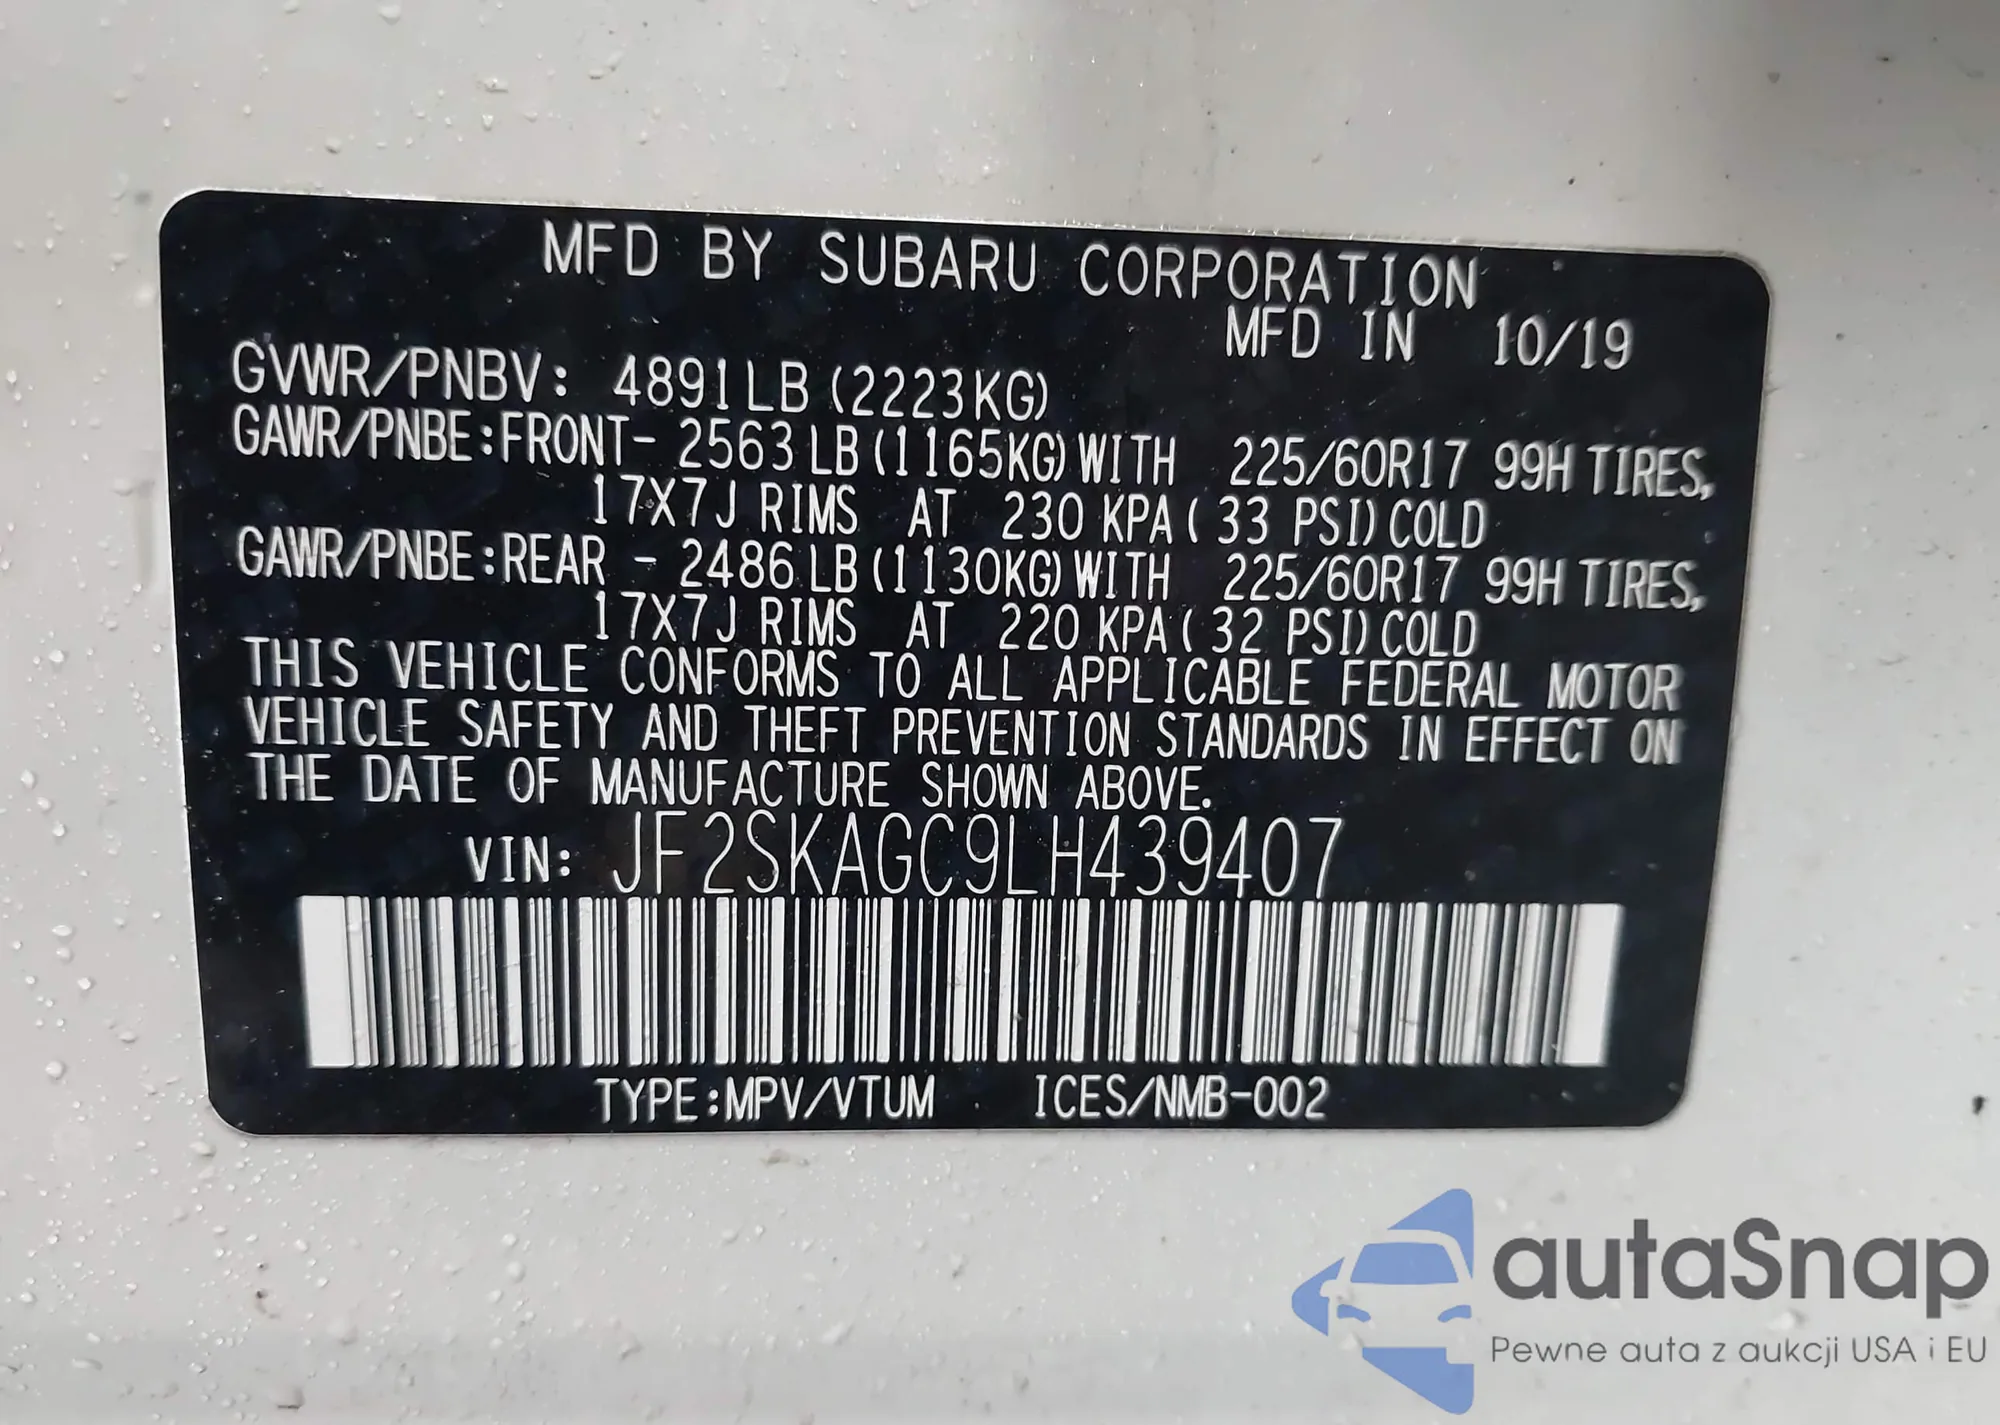 MFD BY SUBARU CORPORATION
MFD IN 10/19
GVWR/PNBV: 4891LB (2223KG)
GAWR/PNBE:FRONT- 2563 LB (1165KG) WITH 225/60R17 99H TIRES,
17X7J RIMS AT 230 KPA ( 33 PSI) COLD
GAWR/PNBE:REAR - 2486 LB (1130KG) WITH 225/60R17 99H TIRES,
17X7J RIMS AT 220 KPA ( 32 PSI) COLD
THIS VEHICLE CONFORMS TO ALL APPLICABLE FEDERAL MOTOR
VEHICLE SAFETY AND THEFT PREVENTION STANDARDS IN EFFECT ON
THE DATE OF MANUFACTURE SHOWN ABOVE.
VIN: JF2SKAGC9LH439407
TYPE:MPV/VTUM ICES/NMB-002
autaSnap
Pewne auta z aukcji USA i EU